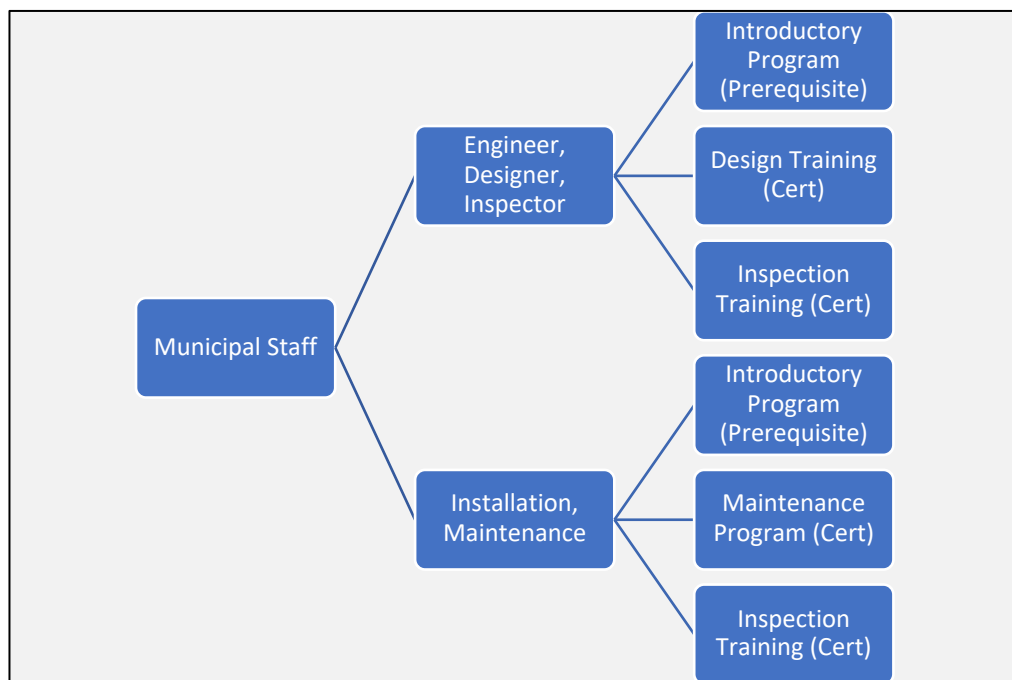 Municipal Staff
Engineer,
Designer,
Inspector
Introductory
Program
(Prerequisite)
Design Training
(Cert)
Inspection
Training (Cert)
Installation,
Maintenance
Introductory
Program
(Prerequisite)
Maintenance
Program (Cert)
Inspection
Training (Cert)